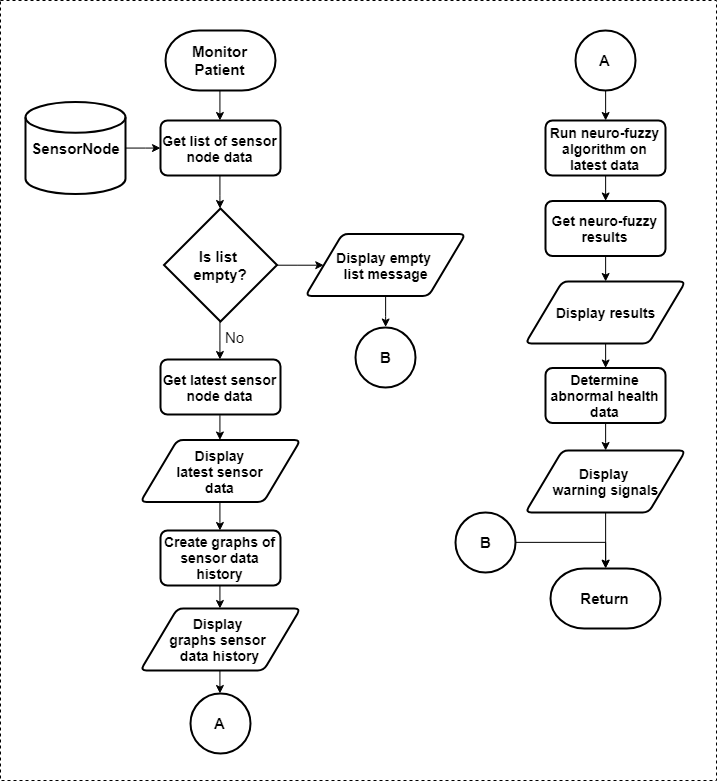 Monitor
Patient
SensorNode
Get list of sensor
node data
Is list
empty?
Display empty
list message
B
No
Get latest sensor
node data
Display
latest sensor
data
Create graphs of
sensor data
history
Display
graphs sensor
data history
A
A
Run neuro-fuzzy
algorithm on
latest data
Get neuro-fuzzy
results
Display results
Determine
abnormal health
data
Display
warning signals
B
Return